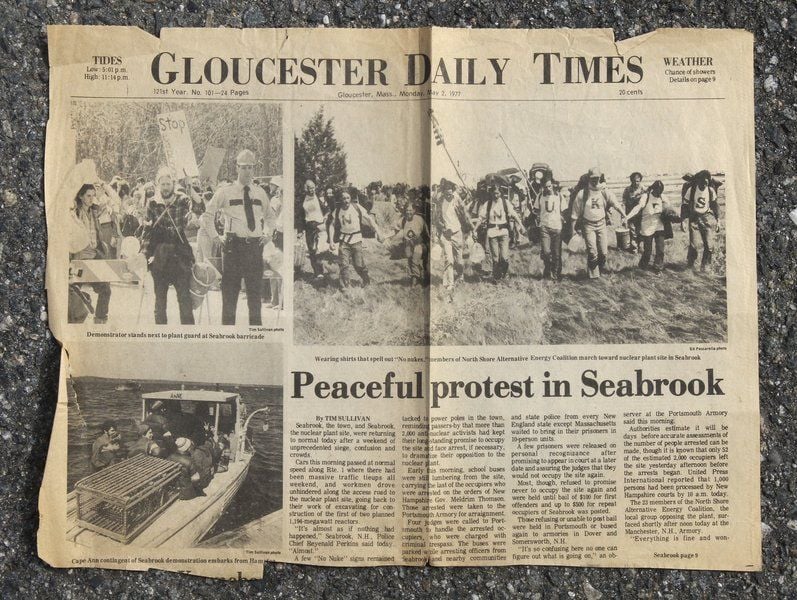 TIDES
Low: 5:01 p.m.
High: 11:14 p.m.
GLOUCESTER DAILY TIMES
WEATHER
Chance of showers
Details on page 9
121st Year. No. 101—24 Pages
Gloucester, Mass., Monday, May 2, 1977
20 cents
Stop
N U K E S
Tim Sullivan photo
Demonstrator stands next to plant guard at Seabrook barricade
Wearing shirts that spell out "No nukes," members of North Shore Alternative Energy Coalition march toward nuclear plant site in Seabrook
ANNE
Tim Sullivan photo
Cape Ann contingent of Seabrook demonstration embarks from
Peaceful protest in Seabrook
By TIM SULLIVAN
Seabrook, the town, and Seabrook,
the nuclear plant site, were returning
to normal today after a weekend of
unprecedented siege, confusion and
crowds.
Cars this morning passed at normal
speed along Rte. 1 where there had
been massive traffic tieups all
weekend, and workmen drove
unhindered along the access road to
the nuclear plant site, going back to
their work of excavating for con-
struction of the first of two planned
1,194-megawatt reactors.
"It's almost as if nothing had
happened," Seabrook, N.H., Police
Chief Reyenald Perkins said today.
"Almost."
A few "No Nuke" signs remained
tacked to power poles in the town,
reminding passers-by that more than
2,000 anti-nuclear activists had kept
their long-standing promise to occupy
the site and face arrest, if necessary,
to dramatize their opposition to the
nuclear plant.
Early this morning, school buses
were still lumbering from the site,
carrying the last of the occupiers who
were arrested on the orders of New
Hampshire Gov. Meldrim Thomson.
Those arrested were taken to the
Portsmouth Armory for arraignment.
Four judges were called to Port-
smouth to handle the arrested oc-
cupiers, who were charged with
criminal trespass. The buses were
parked while arresting officers from
Seabrook and nearby communities
and state police from every New
England state except Massachusetts
waited to bring in their prisoners in
10-person units.
A few prisoners were released on
personal recognizance after
promising to appear in court at a later
date and assuring the judges that they
would not occupy the site again.
Most, though, refused to promise
never to occupy the site again and
were held until bail of $100 for first
offenders and up to $500 for repeat
occupiers of Seabrook was posted.
Those refusing or unable to post bail
were held in Portsmouth or bused
again to armories in Dover and
Somersworth, N.H.
"It's so confusing here no one can
figure out what is going on," an ob-
server at the Portsmouth Armory
said this morning.
Authorities estimate it will be
days before accurate assessments of
the number of people arrested can be
made, though it is known that only 52
of the estimated 2,000 occupiers left
the site yesterday afternoon before
the arrests began. United Press
International reported that 1,000
persons had been processed by New
Hampshire courts by 10 a.m. today.
The 23 members of North Shore
Alternative Energy Coalition, the
local group opposing the plant, sur-
faced shortly after noon today at the
Manchester, N.H., Armory.
"Everything is fine and won-
Seabrook page 9